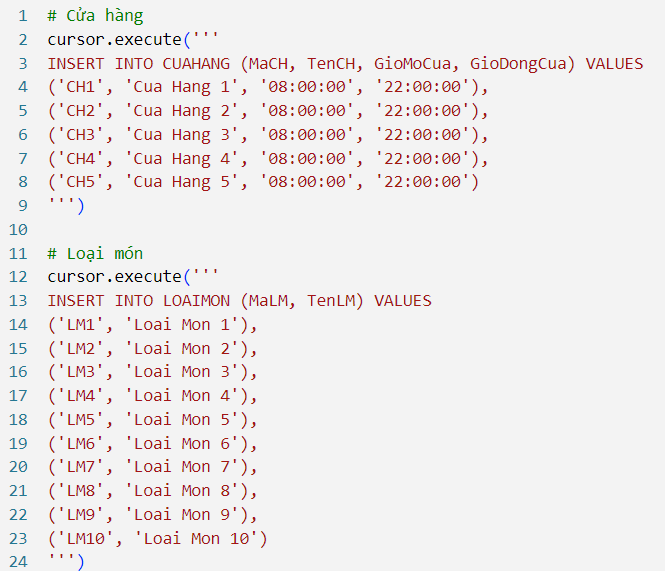 1 # Cửa hàng
2 cursor.execute('''
3 INSERT INTO CUAHANG (MaCH, TenCH, GioMoCua, GioDongCua) VALUES
4 ('CH1', 'Cua Hang 1', '08:00:00', '22:00:00'),
5 ('CH2', 'Cua Hang 2', '08:00:00', '22:00:00'),
6 ('CH3', 'Cua Hang 3', '08:00:00', '22:00:00'),
7 ('CH4', 'Cua Hang 4', '08:00:00', '22:00:00'),
8 ('CH5', 'Cua Hang 5', '08:00:00', '22:00:00')
9 ''')
10
11 # Loại món
12 cursor.execute('''
13 INSERT INTO LOAIMON (MaLM, TenLM) VALUES
14 ('LM1', 'Loai Mon 1'),
15 ('LM2', 'Loai Mon 2'),
16 ('LM3', 'Loai Mon 3'),
17 ('LM4', 'Loai Mon 4'),
18 ('LM5', 'Loai Mon 5'),
19 ('LM6', 'Loai Mon 6'),
20 ('LM7', 'Loai Mon 7'),
21 ('LM8', 'Loai Mon 8'),
22 ('LM9', 'Loai Mon 9'),
23 ('LM10', 'Loai Mon 10')
24 ''')